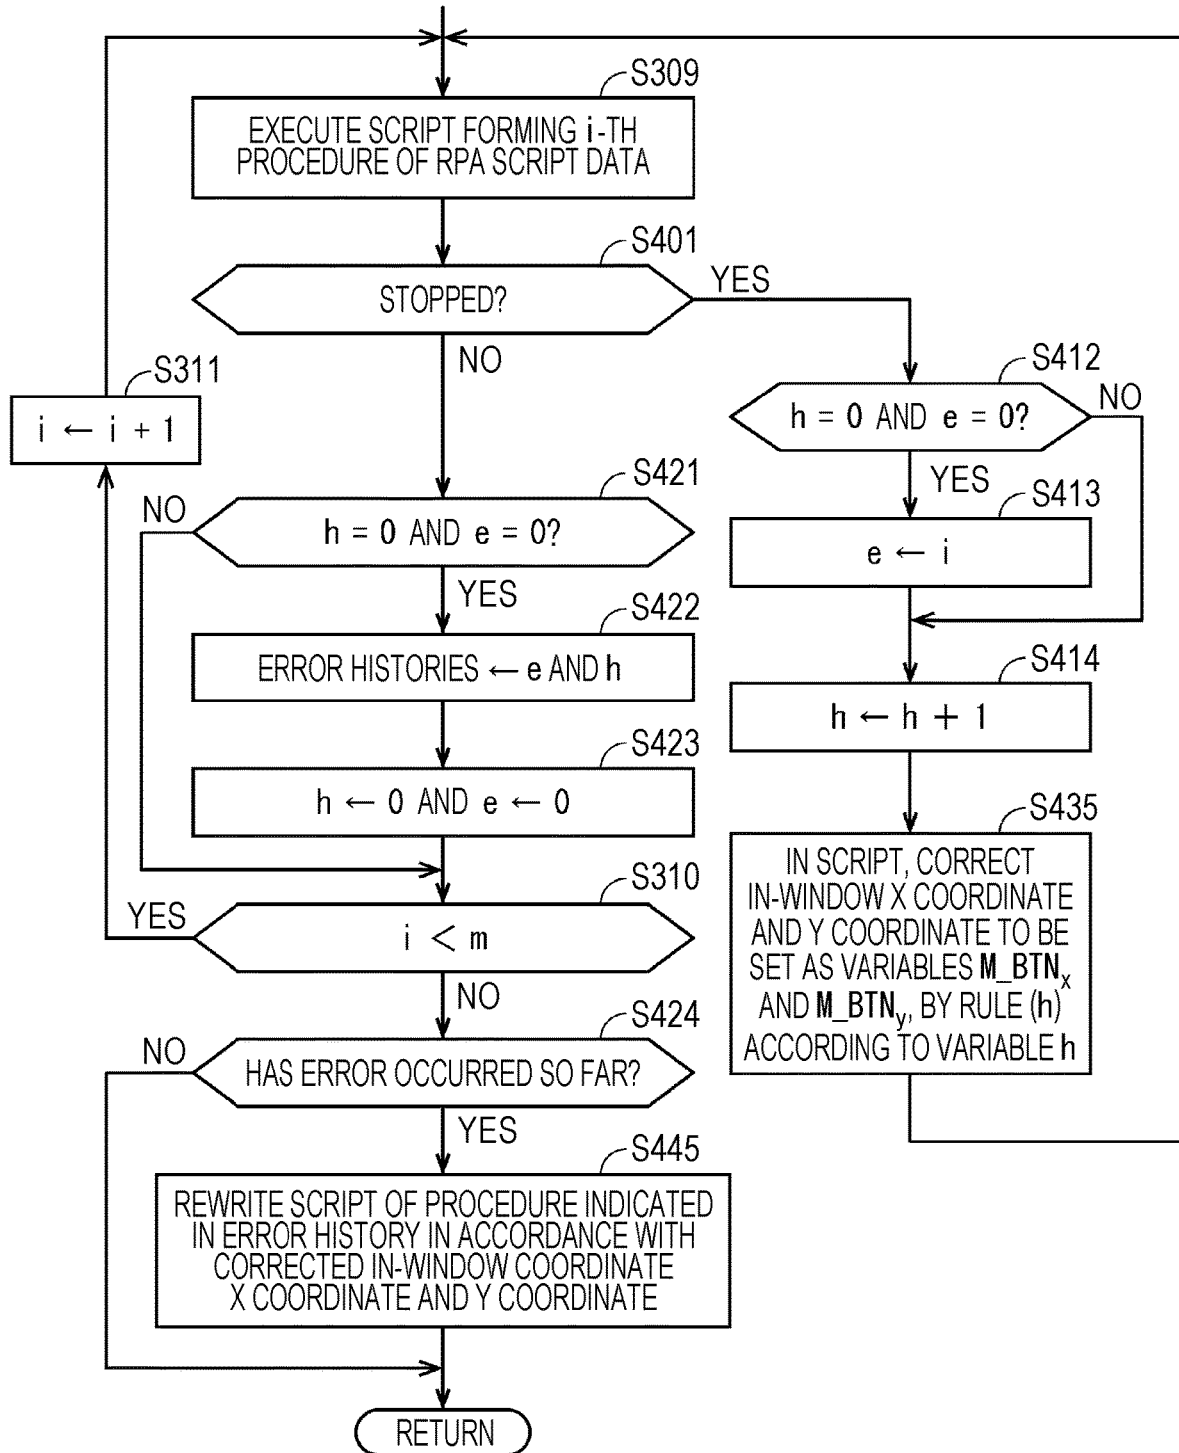 S309
EXECUTE SCRIPT FORMING i-TH
PROCEDURE OF RPA SCRIPT DATA
S401
STOPPED?
YES
NO
S311
i ← i + 1
S412
h = 0 AND e = 0?
NO
YES
S413
e ← i
S421
NO
h = 0 AND e = 0?
YES
S422
ERROR HISTORIES ← e AND h
S414
h ← h + 1
S423
h ← 0 AND e ← 0
S435
IN SCRIPT, CORRECT
IN-WINDOW X COORDINATE
AND Y COORDINATE TO BE
SET AS VARIABLES M_BTNx
AND M_BTNy, BY RULE (h)
ACCORDING TO VARIABLE h
S310
YES
i < m
NO
S424
NO
HAS ERROR OCCURRED SO FAR?
YES
S445
REWRITE SCRIPT OF PROCEDURE INDICATED
IN ERROR HISTORY IN ACCORDANCE WITH
CORRECTED IN-WINDOW COORDINATE
X COORDINATE AND Y COORDINATE
RETURN